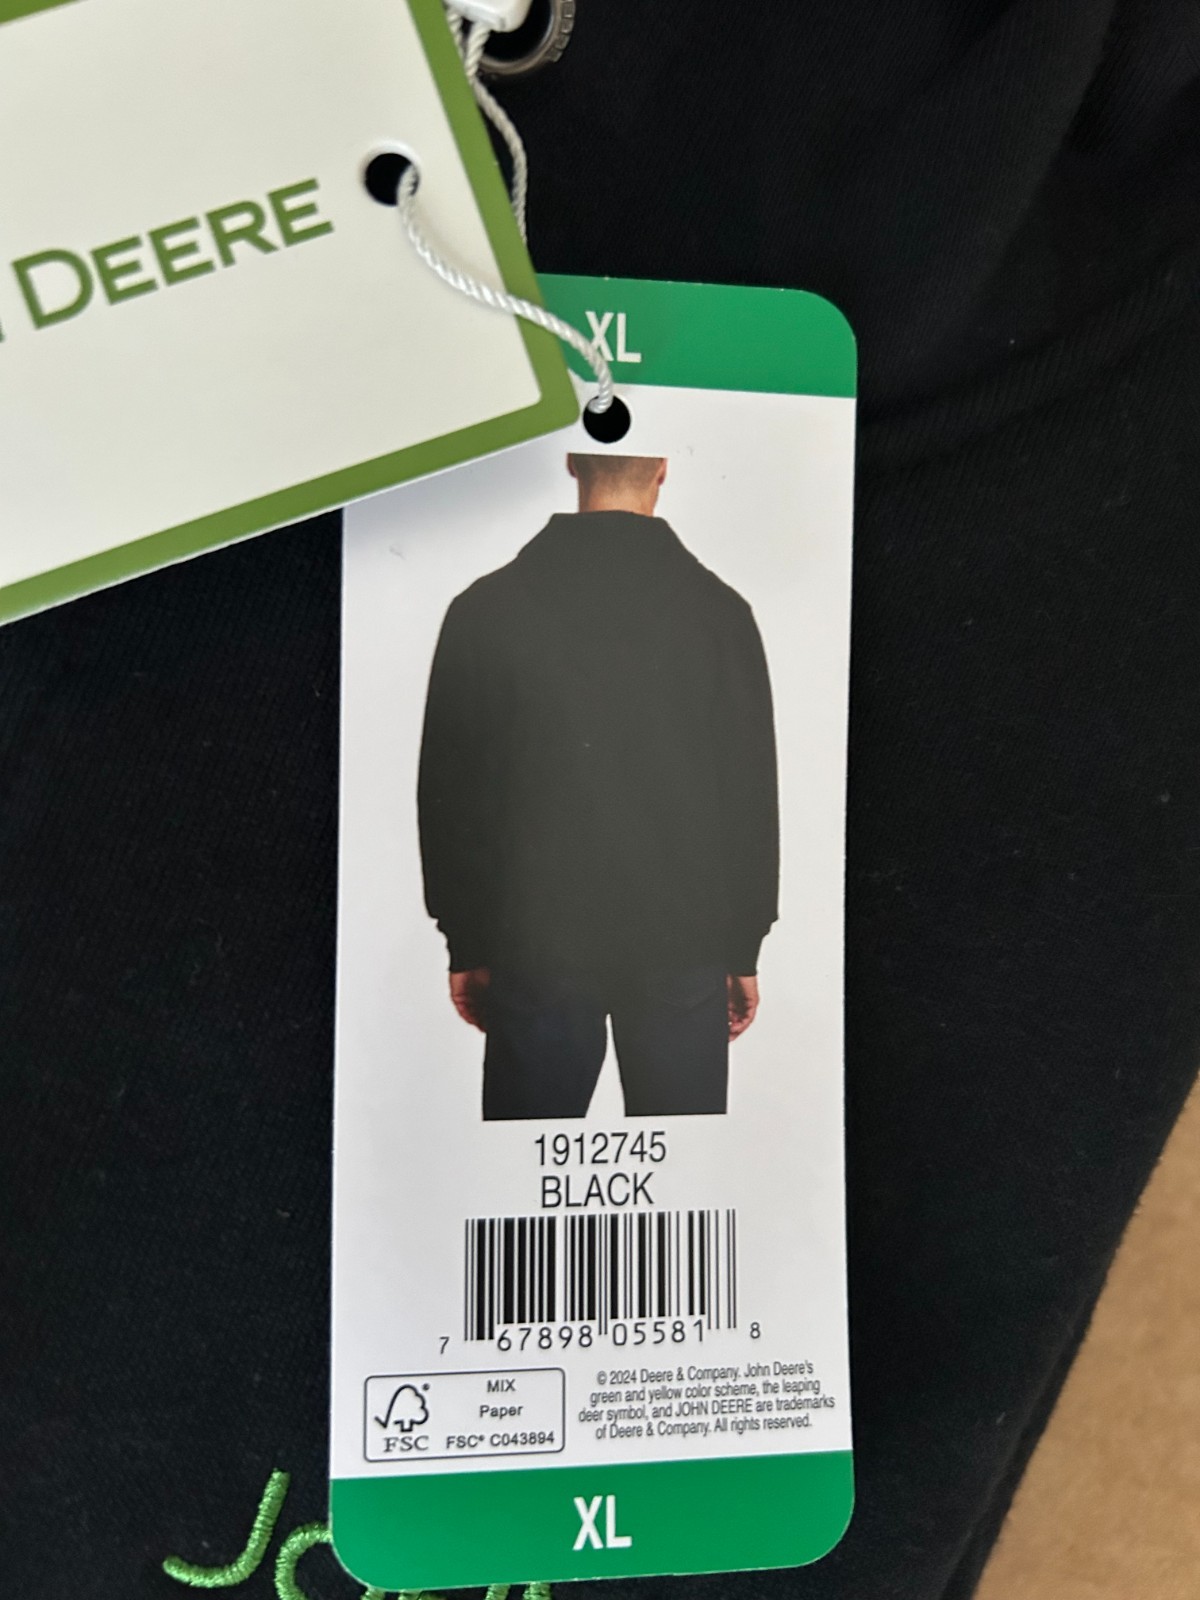 DEERE
XL
1912745
BLACK
7 67898 05581 8
MIX
Paper
FSC
FSC® C043894
© 2024 Deere & Company. John Deere's
green and yellow color scheme, the leaping
deer symbol, and JOHN DEERE are trademarks
of Deere & Company. All rights reserved.
XL